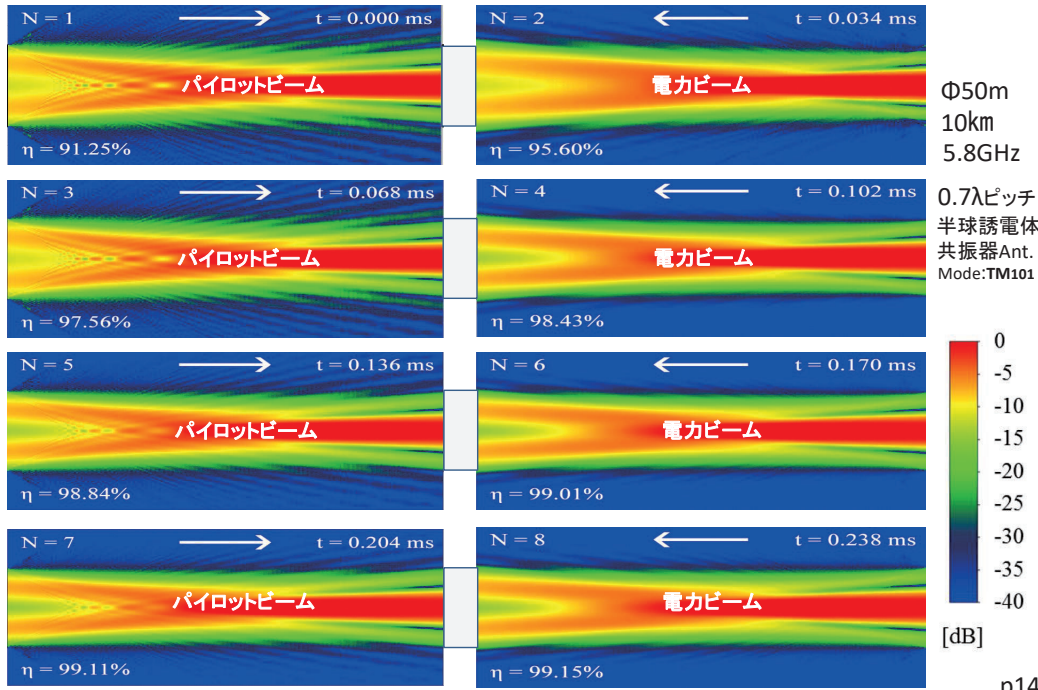 N = 1 → t = 0.000 ms
パイロットビーム
η = 91.25%
N = 2 ← t = 0.034 ms
電力ビーム
η = 95.60%
Φ50m
10㎞
5.8GHz
N = 3 → t = 0.068 ms
パイロットビーム
η = 97.56%
N = 4 ← t = 0.102 ms
電力ビーム
η = 98.43%
0.7λピッチ
半球誘電体
共振器Ant.
Mode:TM101
N = 5 → t = 0.136 ms
パイロットビーム
η = 98.84%
N = 6 ← t = 0.170 ms
電力ビーム
η = 99.01%
N = 7 → t = 0.204 ms
パイロットビーム
η = 99.11%
N = 8 ← t = 0.238 ms
電力ビーム
η = 99.15%
0
-5
-10
-15
-20
-25
-30
-35
-40
[dB]
p14